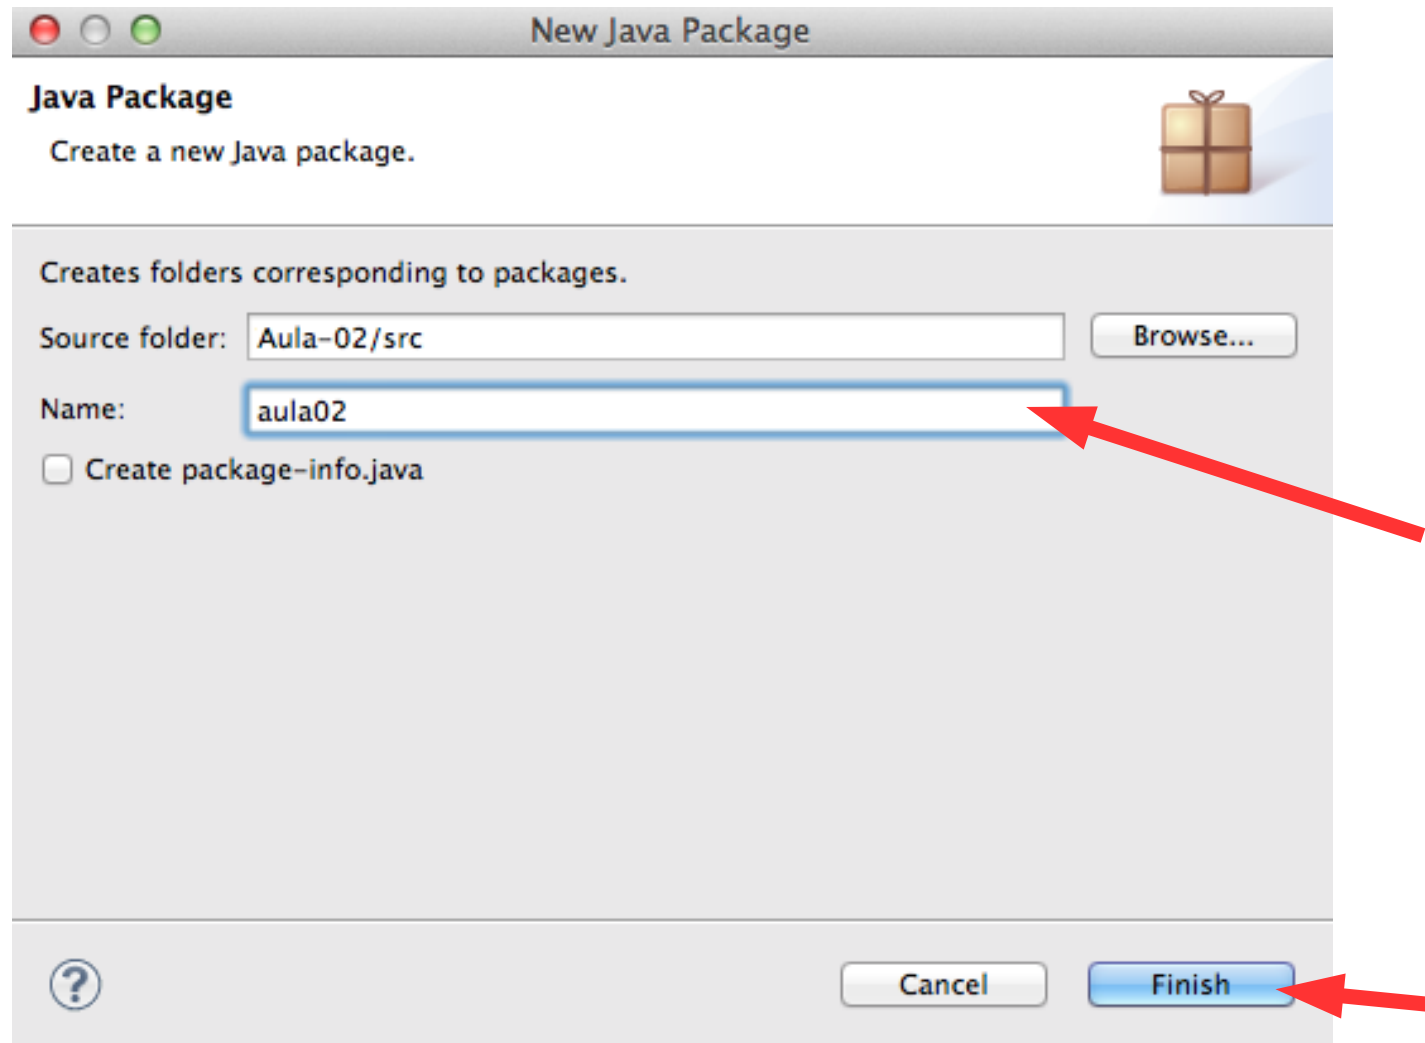 New Java Package
Java Package
Create a new Java package.
Creates folders corresponding to packages.
Source folder: Aula-02/src Browse...
Name: aula02
Create package-info.java
? Cancel Finish